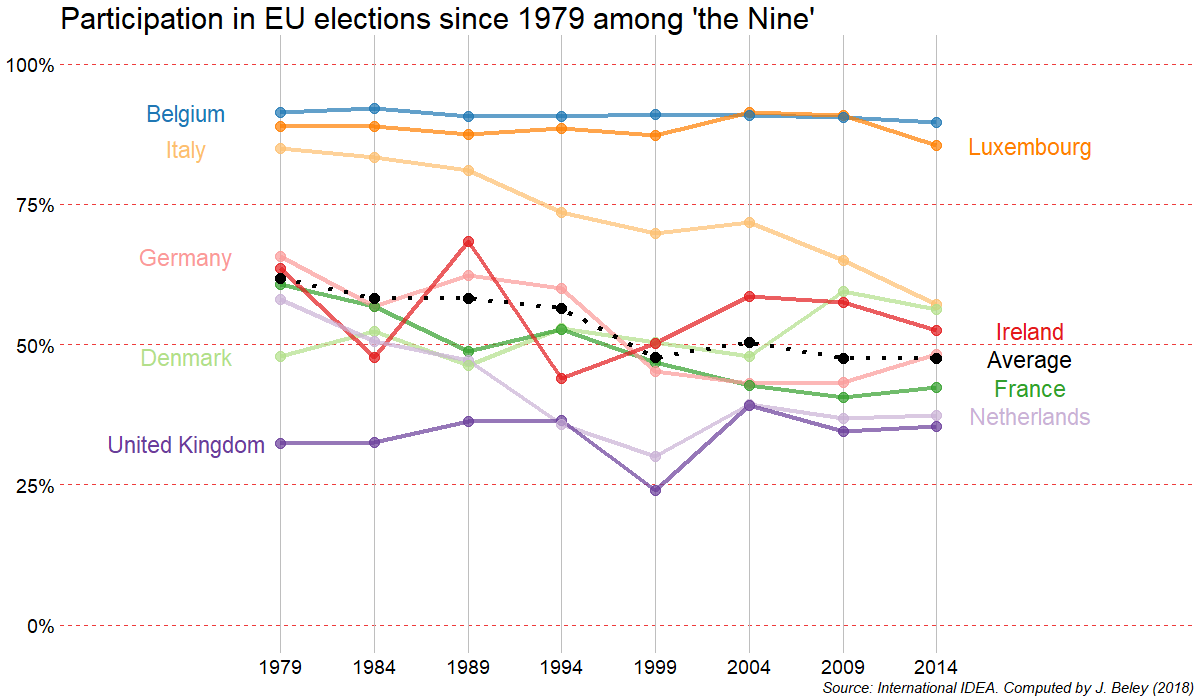 Participation in EU elections since 1979 among 'the Nine'
100%
Belgium
Italy
Luxembourg
75%
Germany
Ireland
50%
Denmark
Average
France
Netherlands
United Kingdom
25%
0%
1979 1984 1989 1994 1999 2004 2009 2014
Source: International IDEA. Computed by J. Beley (2018)